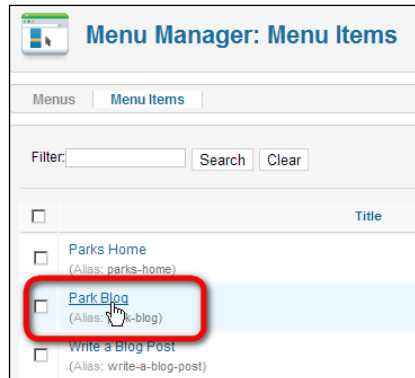 Menu Manager: Menu Items
Menus Menu Items
Filter: Search Clear
Title
Parks Home
(Alias: parks-home)
Park Blog
(Alias: k-blog)
Write a Blog Post
(Alias: write-a-blog-post)